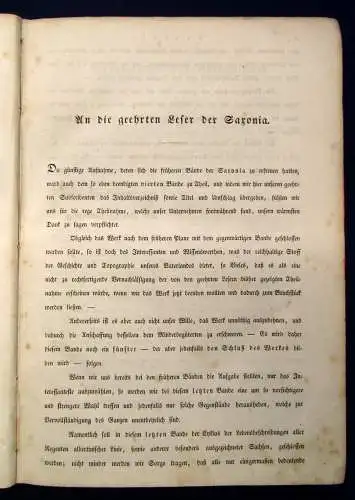 An die geehrten Leser der Saxonia.
Die günstige Aufnahme, deren sich die früheren Bände der Saxonia zu erfreuen hatten,
ward auch dem so eben beendigten vierten Bande zu Theil, und indem wir hier unseren geehr-
ten Subscribenten das Inhaltsverzeichniß sowie Titel und Umschlag übergeben, fühlen wir
uns für die rege Theilnahme, welche unser Unternehmen fortwährend fand, unsern wärmsten
Dank zu sagen verpflichtet.
Obgleich das Werk nach dem früheren Plane mit dem gegenwärtigen Bande geschlossen
werden sollte, so ist doch des Interessanten und Wissenswerthen, was der reichhaltige Stoff
der Geschichte und Topographie unseres Vaterlandes bietet, so Vieles, daß es als eine
nicht zu rechtfertigende Vernachlässigung der von den geehrten Lesern bisher gezeigten Theil-
nahme erscheinen würde, wenn wir das Werk jetzt beenden wollten und dadurch zum Bruchstück
werden ließen. —
Andererseits ist es aber auch nicht unser Wille, das Werk unnöthig auszudehnen, und
dadurch die Anschaffung desselben dem Minderbegüterten zu erschweren. — Es wird daher
diesem Bande noch ein fünfter — der aber jedenfalls den Schluß des Werkes bil-
den wird — folgen.
Wenn wir uns bereits bei den früheren Bänden die Aufgabe stellten, nur das In-
teressanteste auszuwählen, so werden wir bei diesem letzten Bande eine um so vorsichtigere
und strengere Wahl treffen und jedenfalls nur solche Gegenstände herausheben, welche zur
Vervollständigung des Ganzen unentbehrlich sind.
Namentlich soll in diesem letzten Bande der Cyklus der Lebensbeschreibungen aller
Regenten albertinischer Linie, sowie anderer besonders ausgezeichneter Sachsen, geschlossen
werden; nicht minder werden wir Sorge tragen, daß alle nur einigermaßen bedeutende